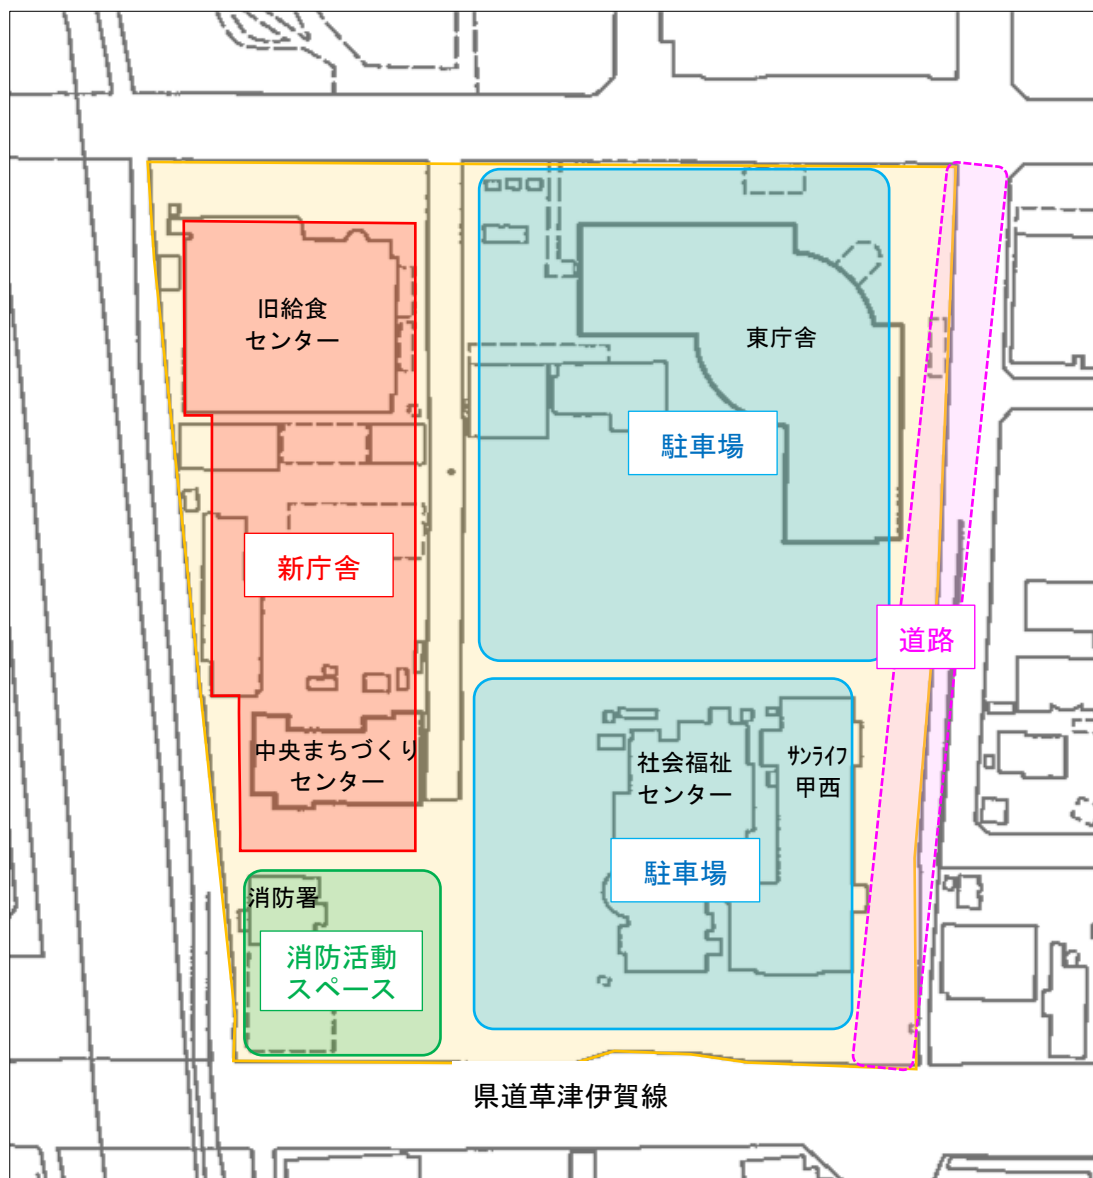 旧給食
センター
東庁舎
駐車場
新庁舎
道路
中央まちづくり
センター
社会福祉
センター
ｻﾝﾗｲﾌ
甲西
駐車場
消防署
消防活動
スペース
県道草津伊賀線